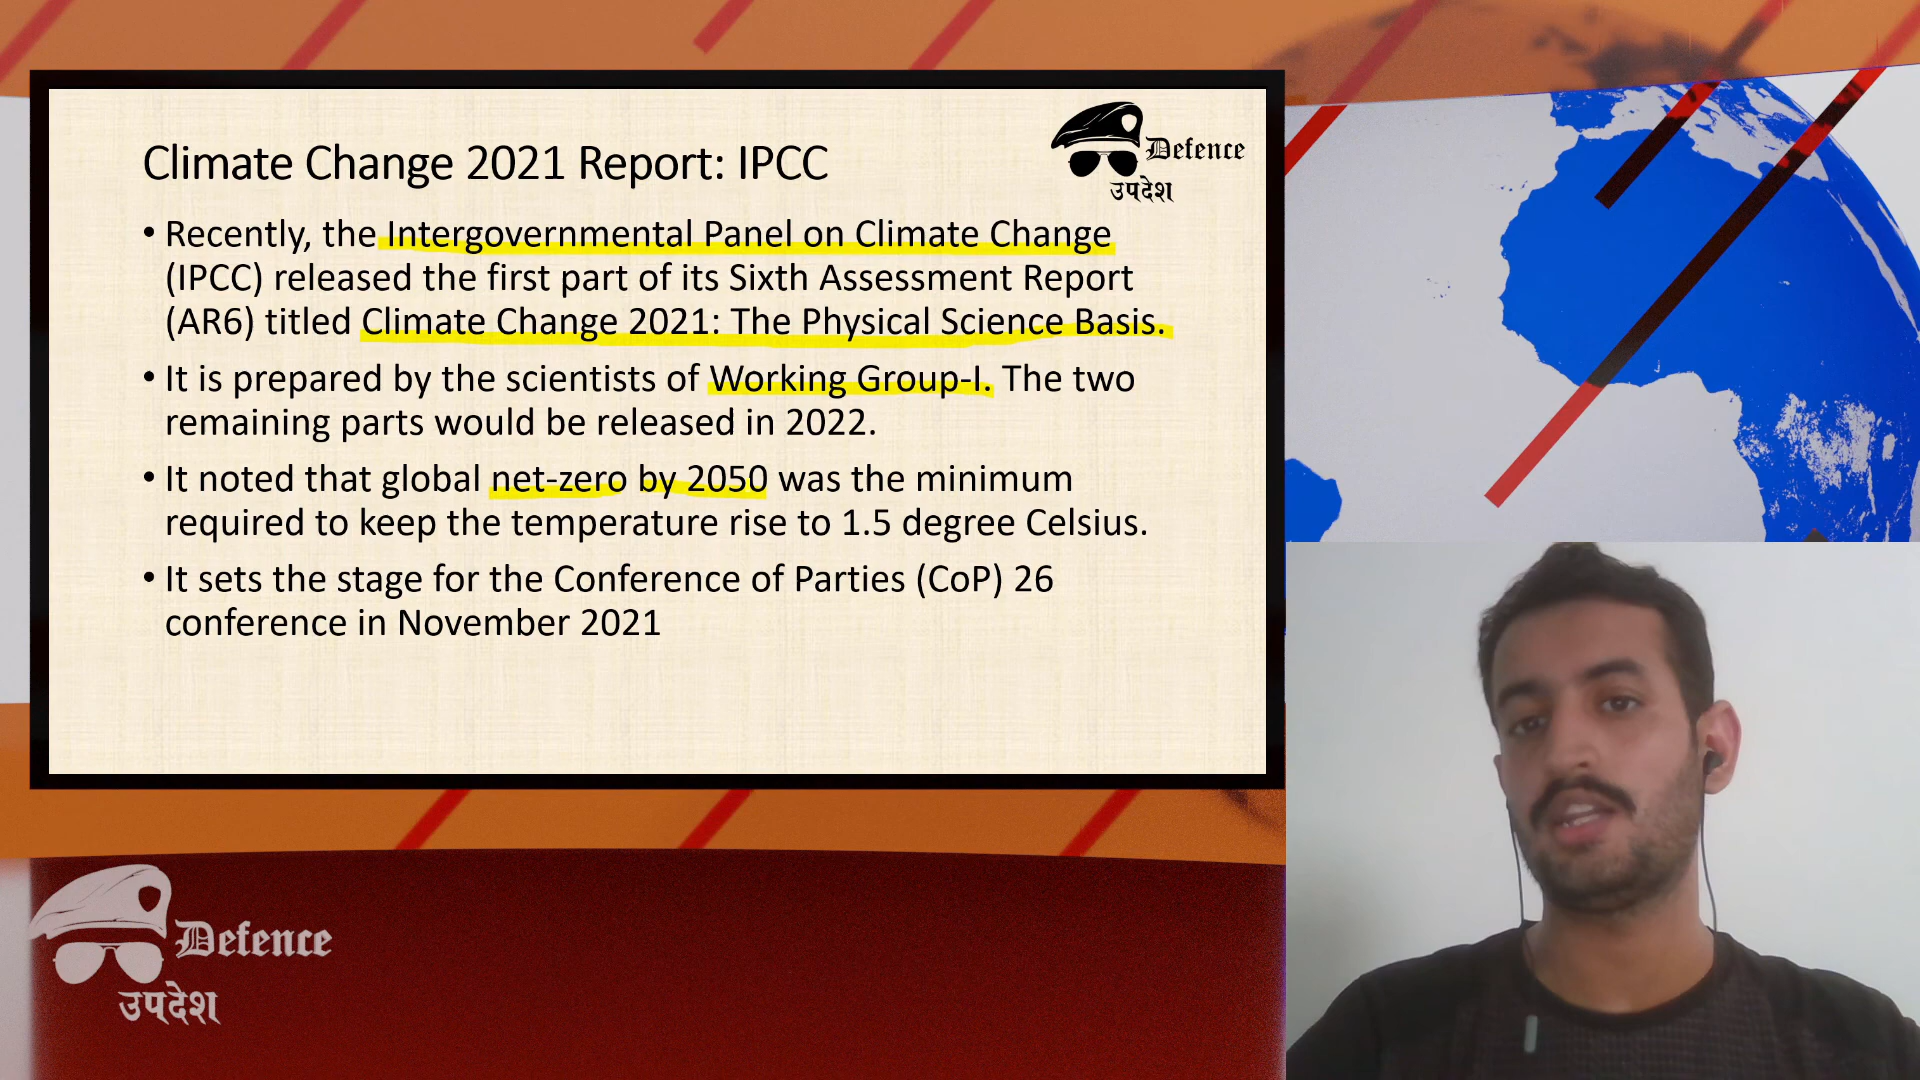 Climate Change 2021 Report: IPCC
Defence
उपदेश
• Recently, the Intergovernmental Panel on Climate Change
(IPCC) released the first part of its Sixth Assessment Report
(AR6) titled Climate Change 2021: The Physical Science Basis.
• It is prepared by the scientists of Working Group-I. The two
remaining parts would be released in 2022.
• It noted that global net-zero by 2050 was the minimum
required to keep the temperature rise to 1.5 degree Celsius.
• It sets the stage for the Conference of Parties (CoP) 26
conference in November 2021
Defence
उपदेश